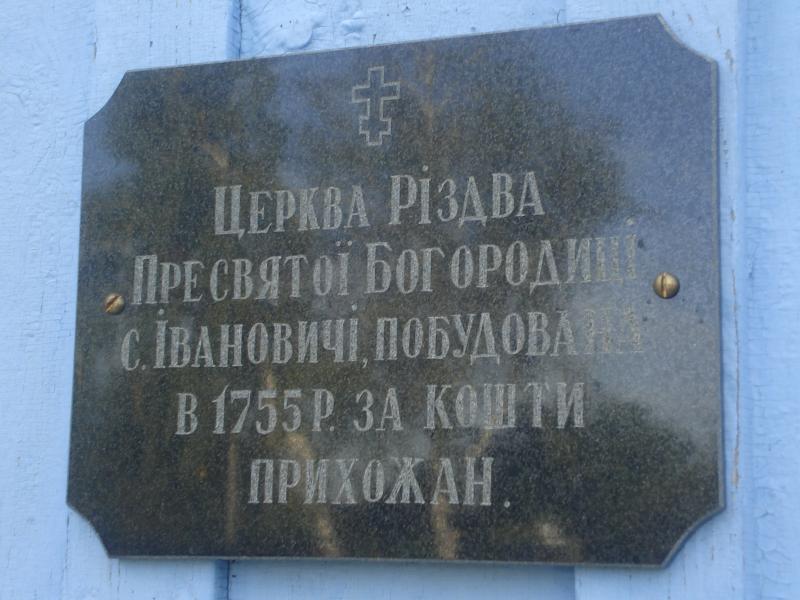 ЦЕРКВА РІЗДВА
ПРЕСВЯТОЇ БОГОРОДИЦІ
С. ІВАНОВИЧІ, ПОБУДОВАНА
В 1755 Р. ЗА КОШТИ
ПРИХОЖАН.